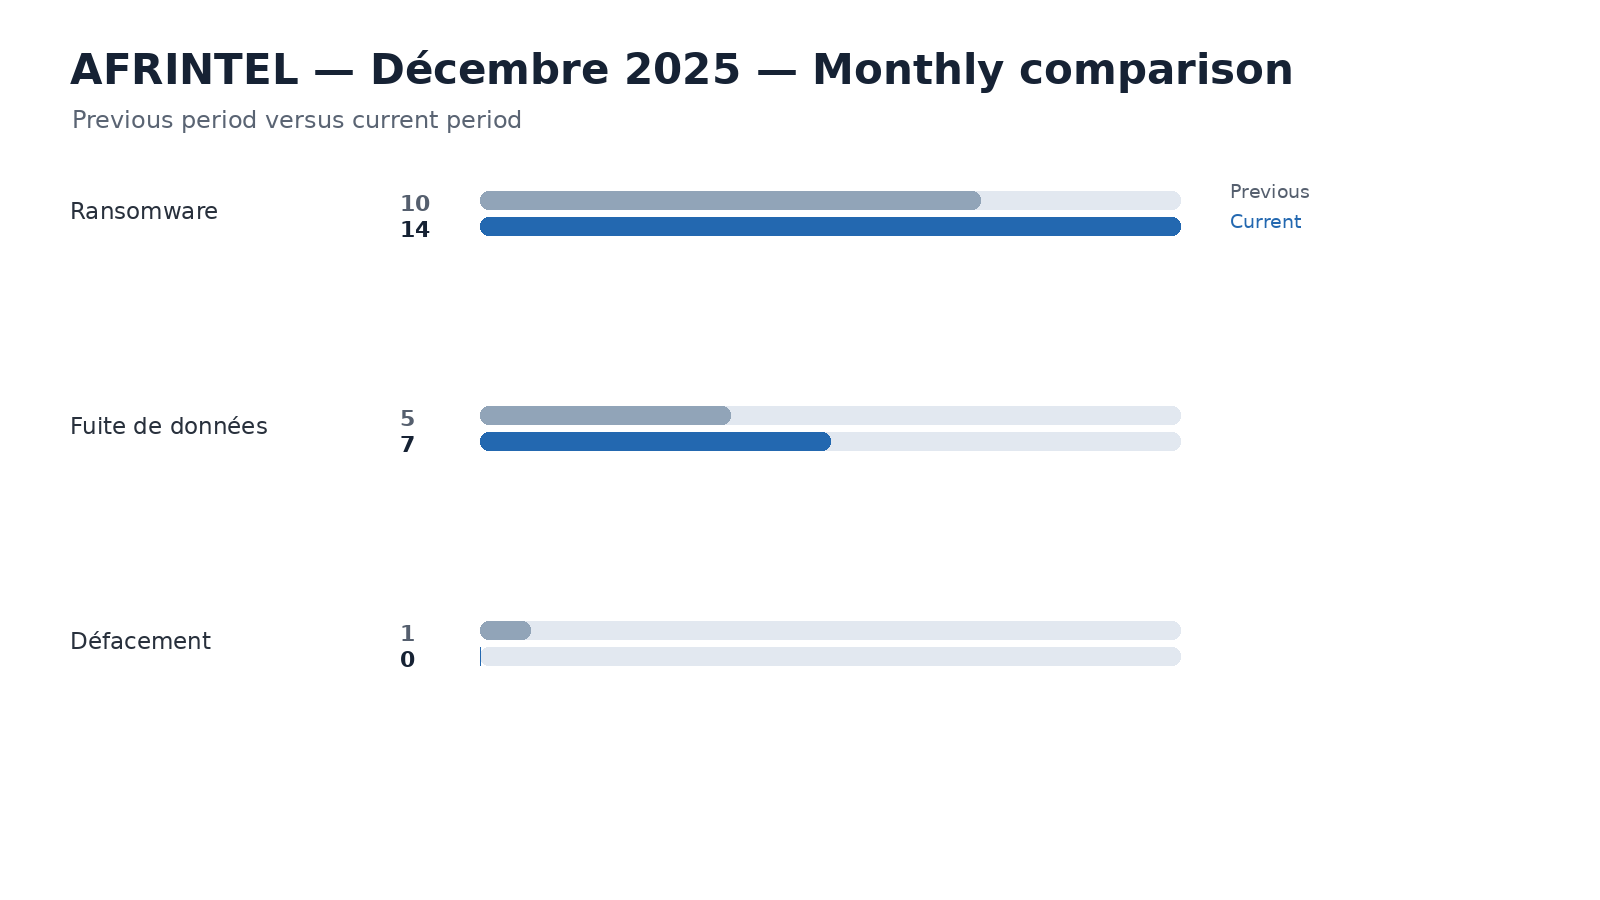 AFRINTEL — Décembre 2025 — Monthly comparison
Previous period versus current period
Ransomware
10
14
Previous
Current
Fuite de données
5
7
Défacement
1
0